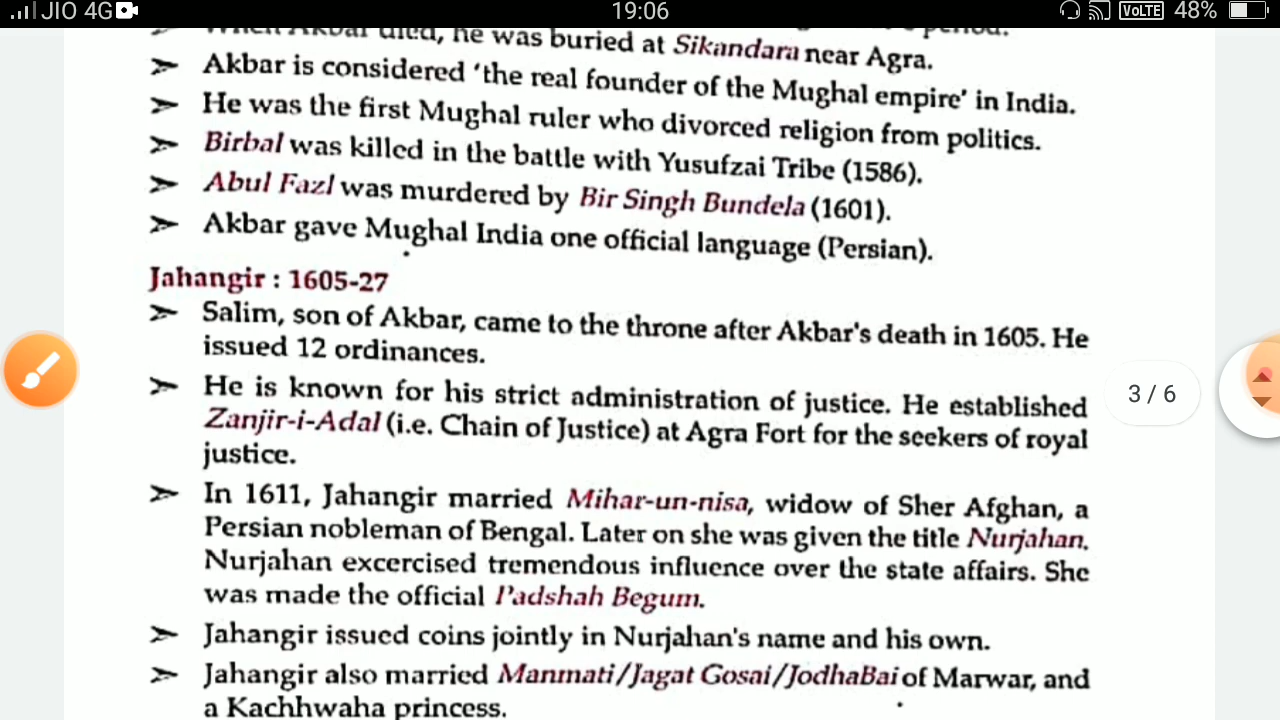 JIO 4G 19:06 VoLTE 48%
When Akbar died, he was buried at Sikandara near Agra. period.
➢ Akbar is considered ‘the real founder of the Mughal empire’ in India.
➢ He was the first Mughal ruler who divorced religion from politics.
➢ Birbal was killed in the battle with Yusufzai Tribe (1586).
➢ Abul Fazl was murdered by Bir Singh Bundela (1601).
➢ Akbar gave Mughal India one official language (Persian).
Jahangir : 1605-27
➢ Salim, son of Akbar, came to the throne after Akbar's death in 1605. He
issued 12 ordinances.
➢ He is known for his strict administration of justice. He established
Zanjir-i-Adal (i.e. Chain of Justice) at Agra Fort for the seekers of royal
justice.
3 / 6
➢ In 1611, Jahangir married Mihar-un-nisa, widow of Sher Afghan, a
Persian nobleman of Bengal. Later on she was given the title Nurjahan.
Nurjahan excercised tremendous influence over the state affairs. She
was made the official Padshah Begum.
➢ Jahangir issued coins jointly in Nurjahan's name and his own.
➢ Jahangir also married Manmati/Jagat Gosai/JodhaBai of Marwar, and
a Kachhwaha princess.